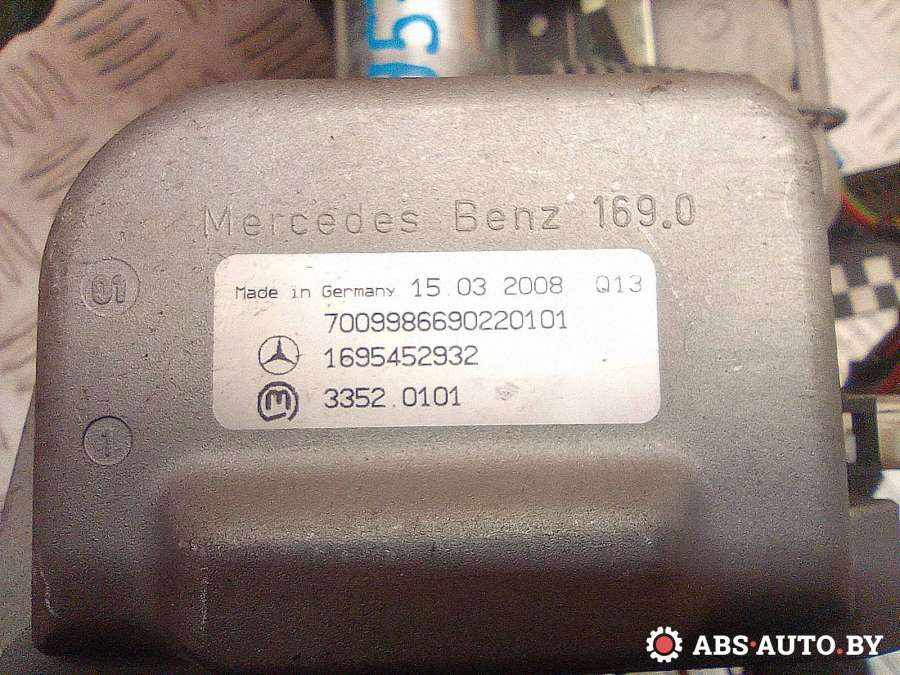 Mercedes Benz 169.0
01
Made in Germany 15.03 2008 Q13
7009986690220101
1695452932
3352.0101
1
ABS-AUTO.BY